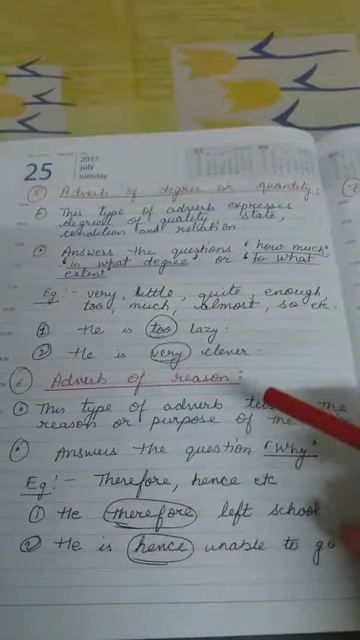 25
2017
july
tuesday
⑤ Adverb of degree or quantity:
This type of adverb expresses
degrees of quality state,
condition and relation
Answers the questions "how much"
"in what degree" or "to what
extent"
Eg:- very, little, quite, enough
too, much, almost, so etc.
① He is too lazy.
② He is very clever.
⑥ Adverb of reason:
This type of adverb the
reason or purpose of the
Answers the question "Why"
Eg:- Therefore, hence etc.
① He therefore left school
② He is hence unable to go